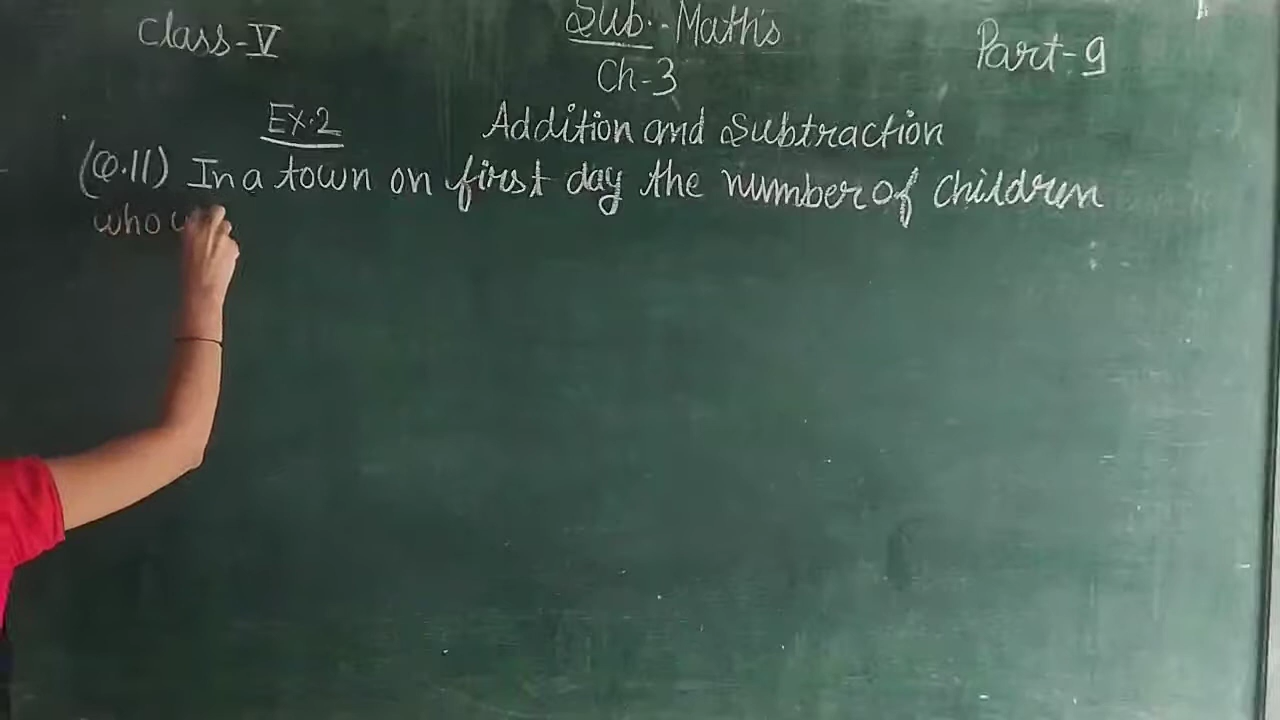 Class-V Sub.-Math's Part-9
Ch-3
Ex.2 Addition and Subtraction
(Q.11) In a town on first day the number of children
who